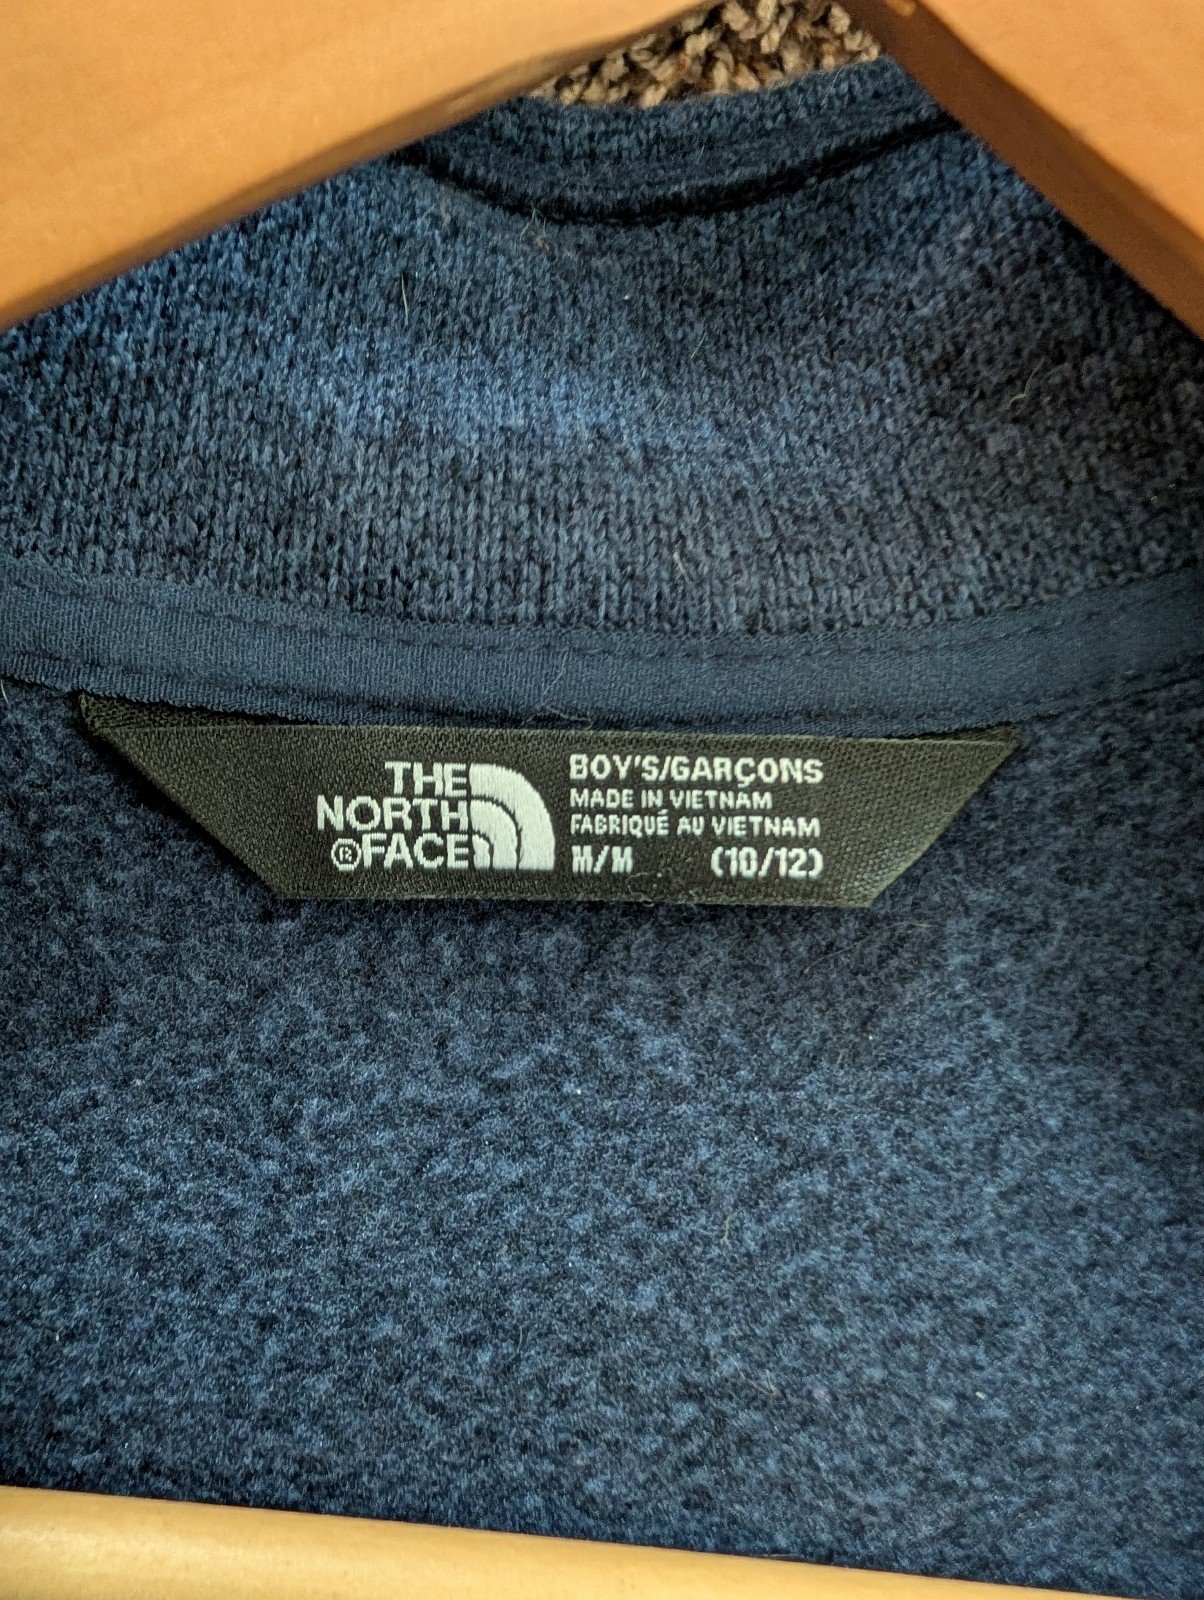 THE
NORTH
®FACE
BOY'S/GARÇONS
MADE IN VIETNAM
FABRIQUÉ AU VIETNAM
M/M (10/12)